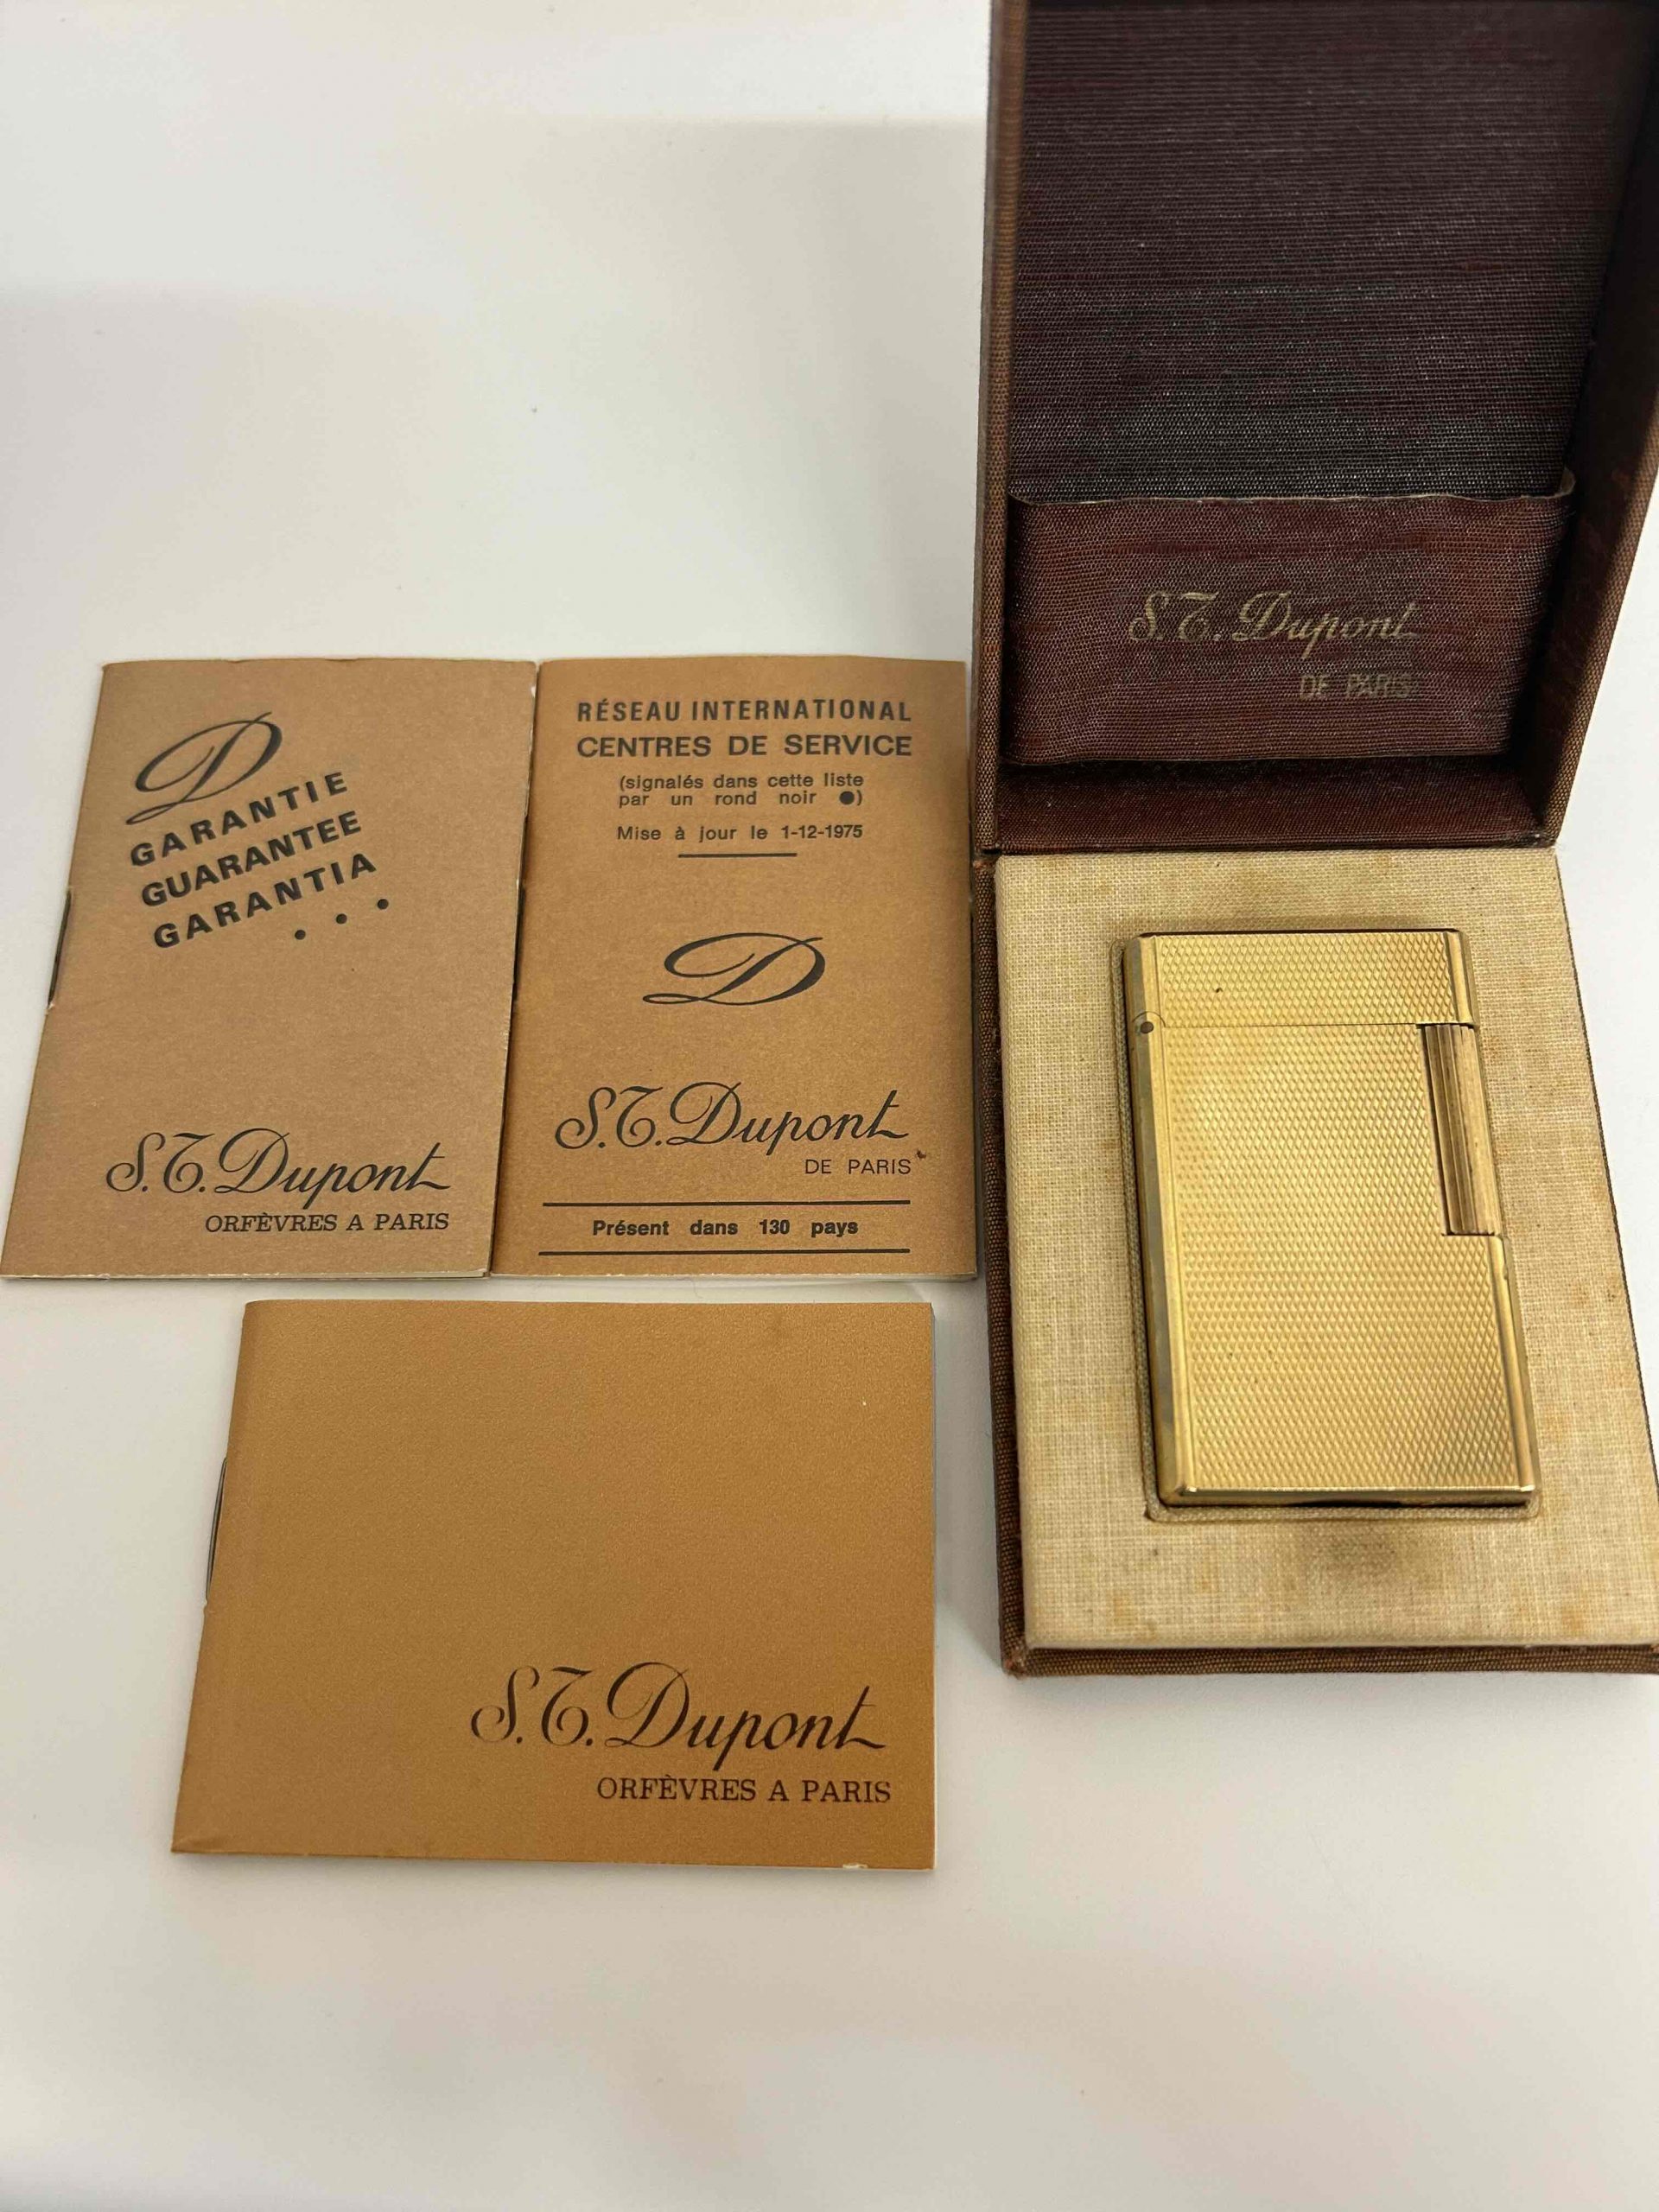 S.T. Dupont
DE PARIS
D
GARANTIE
GUARANTEE
GARANTIA
...
S.T. Dupont
ORFÈVRES A PARIS
RÉSEAU INTERNATIONAL
CENTRES DE SERVICE
(signalés dans cette liste
par un rond noir ●)
Mise à jour le 1-12-1975
D
S.T. Dupont
DE PARIS
Présent dans 130 pays
S.T. Dupont
ORFÈVRES A PARIS